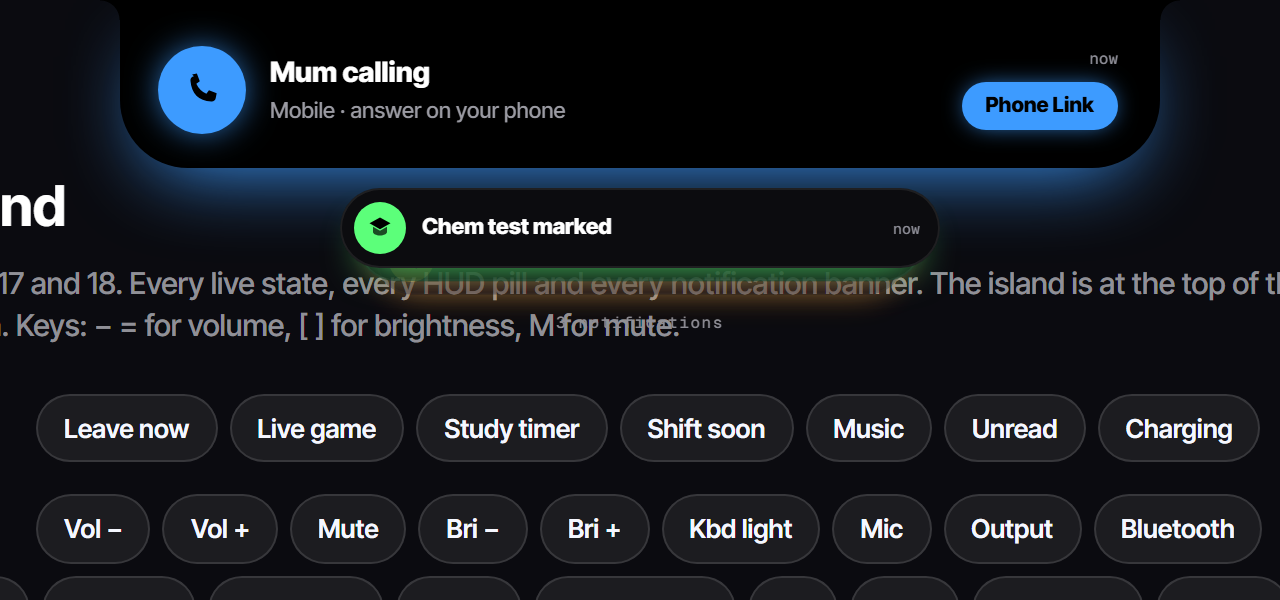 Mum calling
Mobile · answer on your phone
now
Phone Link
nd
Chem test marked
now
17 and 18. Every live state, every HUD pill and every notification banner. The island is at the top of t
. Keys: – = for volume, [ ] for brightness, M for mute.
3 notifications
Leave now
Live game
Study timer
Shift soon
Music
Unread
Charging
Vol –
Vol +
Mute
Bri –
Bri +
Kbd light
Mic
Output
Bluetooth